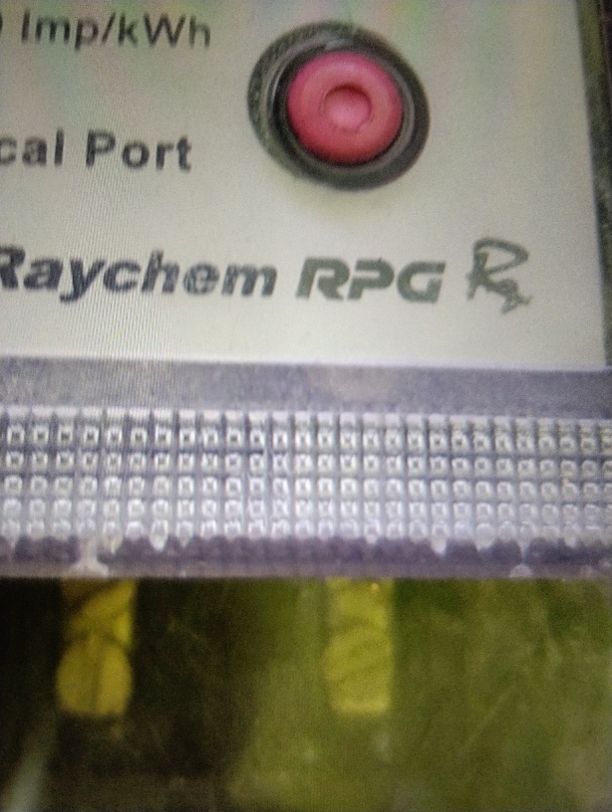 Imp/kWh
cal Port
Raychem RPG